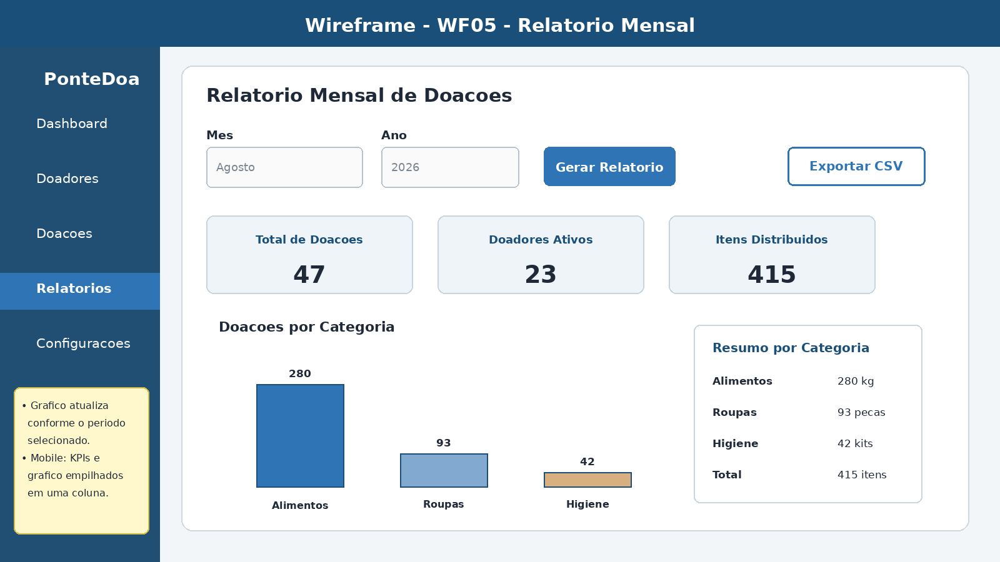 Wireframe - WF05 - Relatorio Mensal
PonteDoa
Dashboard
Doadores
Doacoes
Relatorios
Configuracoes
• Grafico atualiza
conforme o periodo
selecionado.
• Mobile: KPIs e
grafico empilhados
em uma coluna.
Relatorio Mensal de Doacoes
Mes
Ano
Agosto
2026
Gerar Relatorio
Exportar CSV
Total de Doacoes
47
Doadores Ativos
23
Itens Distribuidos
415
Doacoes por Categoria
280
93
42
Alimentos
Roupas
Higiene
Resumo por Categoria
Alimentos 280 kg
Roupas 93 pecas
Higiene 42 kits
Total 415 itens